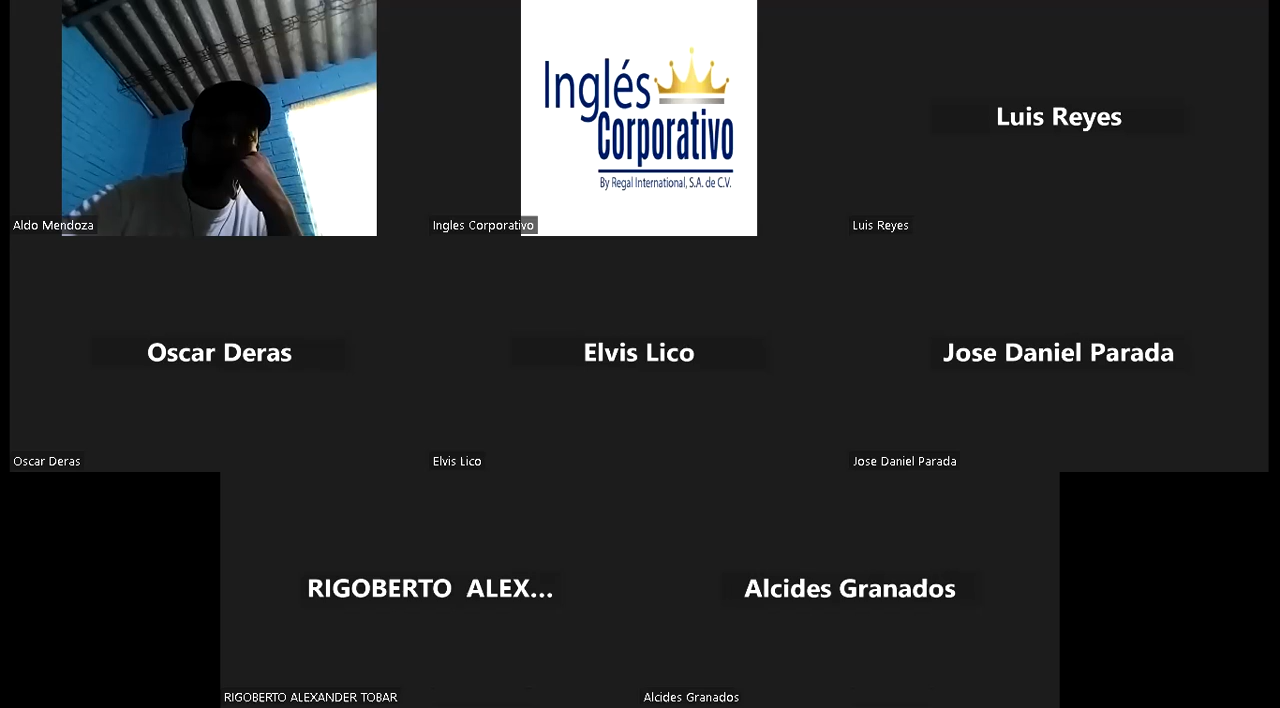 Inglés
Corporativo
By Regal International, S.A. de C.V.
Luis Reyes
Aldo Mendoza
Ingles Corporativo
Luis Reyes
Oscar Deras
Elvis Lico
Jose Daniel Parada
Oscar Deras
Elvis Lico
Jose Daniel Parada
RIGOBERTO ALEX...
Alcides Granados
RIGOBERTO ALEXANDER TOBAR
Alcides Granados